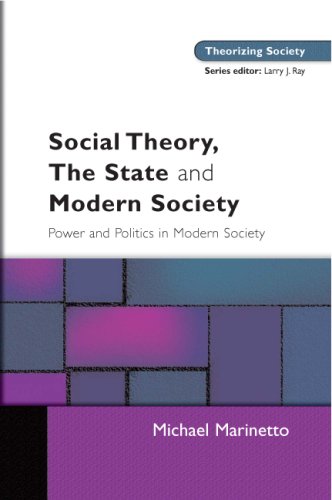 Theorizing Society
Series editor: Larry J. Ray
Social Theory,
The State and
Modern Society
Power and Politics in Modern Society
Michael Marinetto